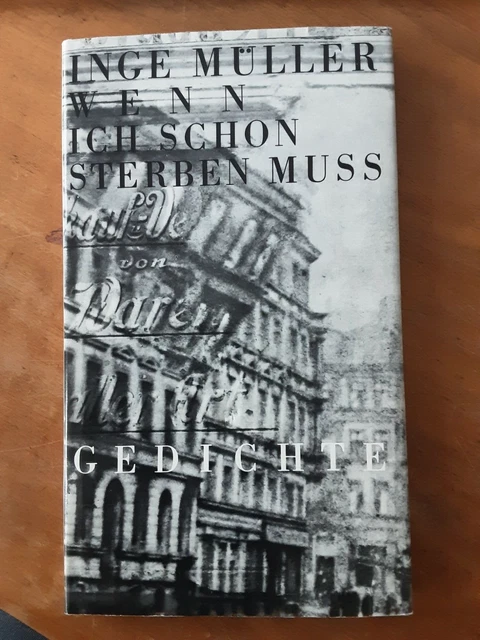 INGE MÜLLER
WENN
ICH SCHON
STERBEN MUSS
von
GEDICHTE